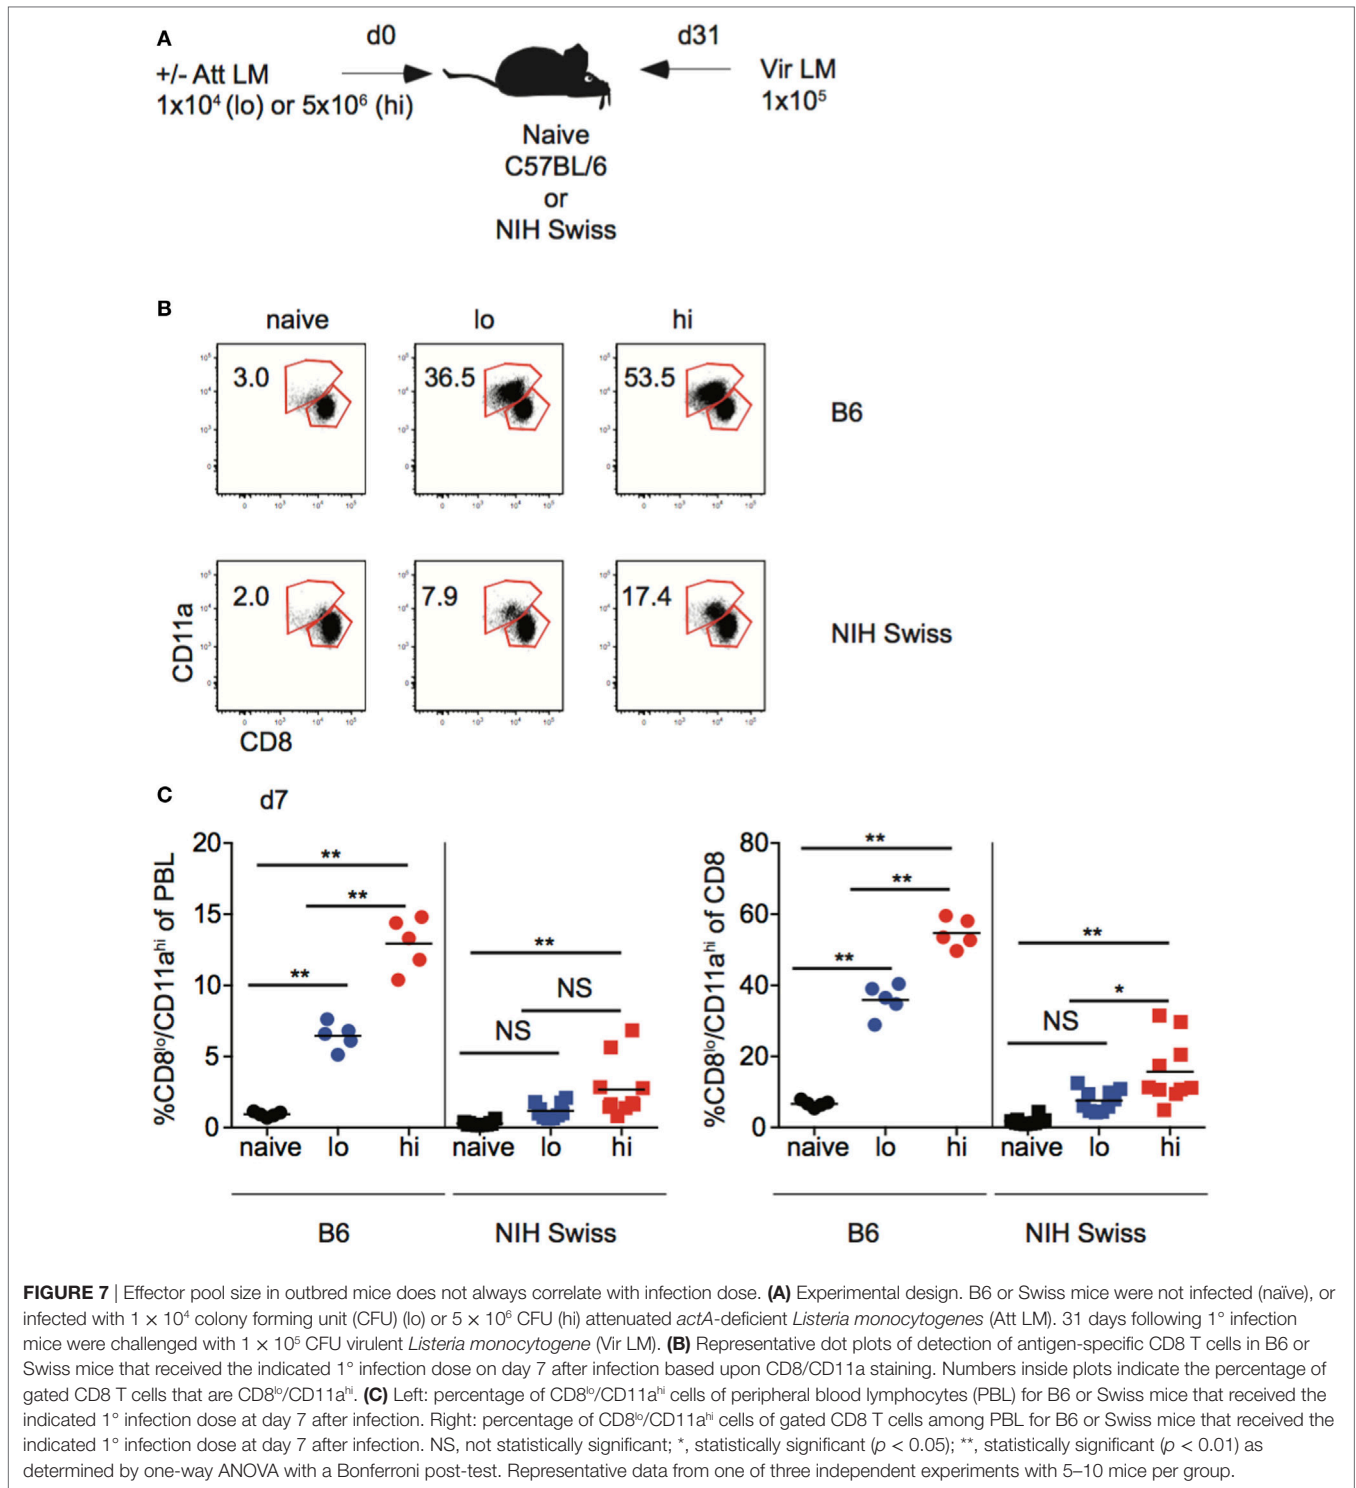 A
d0
d31
+/- Att LM
1x10⁴ (lo) or 5x10⁶ (hi)
Vir LM
1x10⁵
Naive
C57BL/6
or
NIH Swiss
B
naive
lo
hi
3.0
36.5
53.5
B6
2.0
7.9
17.4
NIH Swiss
CD11a
CD8
C
d7
%CD8ˡᵒ/CD11aʰⁱ of PBL
20
15
10
5
0
**
**
**
**
NS
NS
naive lo hi naive lo hi
B6 NIH Swiss
%CD8ˡᵒ/CD11aʰⁱ of CD8
80
60
40
20
0
**
**
**
**
*
NS
naive lo hi naive lo hi
B6 NIH Swiss
FIGURE 7 | Effector pool size in outbred mice does not always correlate with infection dose. (A) Experimental design. B6 or Swiss mice were not infected (naïve), or
infected with 1 × 10⁴ colony forming unit (CFU) (lo) or 5 × 10⁶ CFU (hi) attenuated actA-deficient Listeria monocytogenes (Att LM). 31 days following 1° infection
mice were challenged with 1 × 10⁵ CFU virulent Listeria monocytogene (Vir LM). (B) Representative dot plots of detection of antigen-specific CD8 T cells in B6 or
Swiss mice that received the indicated 1° infection dose on day 7 after infection based upon CD8/CD11a staining. Numbers inside plots indicate the percentage of
gated CD8 T cells that are CD8ˡᵒ/CD11aʰⁱ. (C) Left: percentage of CD8ˡᵒ/CD11aʰⁱ cells of peripheral blood lymphocytes (PBL) for B6 or Swiss mice that received the
indicated 1° infection dose at day 7 after infection. Right: percentage of CD8ˡᵒ/CD11aʰⁱ cells of gated CD8 T cells among PBL for B6 or Swiss mice that received the
indicated 1° infection dose at day 7 after infection. NS, not statistically significant; *, statistically significant (p < 0.05); **, statistically significant (p < 0.01) as
determined by one-way ANOVA with a Bonferroni post-test. Representative data from one of three independent experiments with 5–10 mice per group.